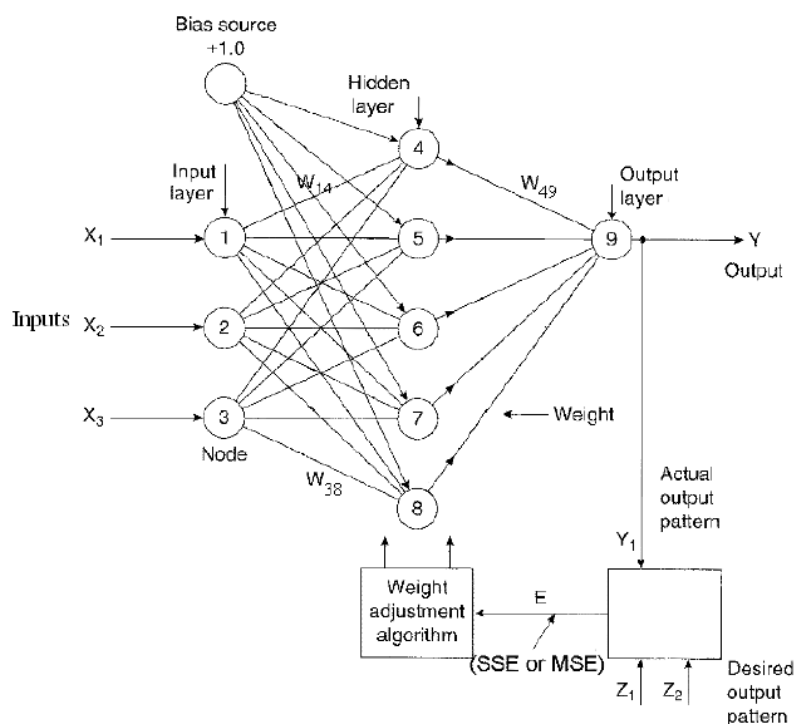 Bias source
+1.0
Hidden
layer
4
Input
layer
W14
W49
Output
layer
X1
1
5
9
Y
Output
Inputs
X2
2
6
X3
3
7
Weight
Node
W38
8
Actual
output
pattern
Y1
Weight
adjustment
algorithm
E
(SSE or MSE)
Z1
Z2
Desired
output
pattern